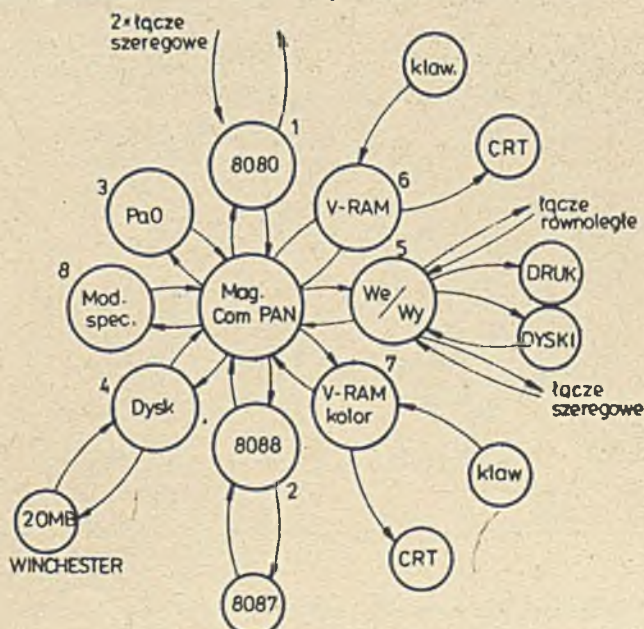 2× łącze
szeregowe
klaw.
1
8080
CRT
3
PaO
6
V-RAM
łącze
równoległe
8
Mod.
spec.
Mag.
Com PAN
5
We/Wy
DRUK
DYSKI
4
Dysk
7
V-RAM
kolor
łącze
szeregowe
8088
2
klaw
20MB
WINCHESTER
CRT
8087